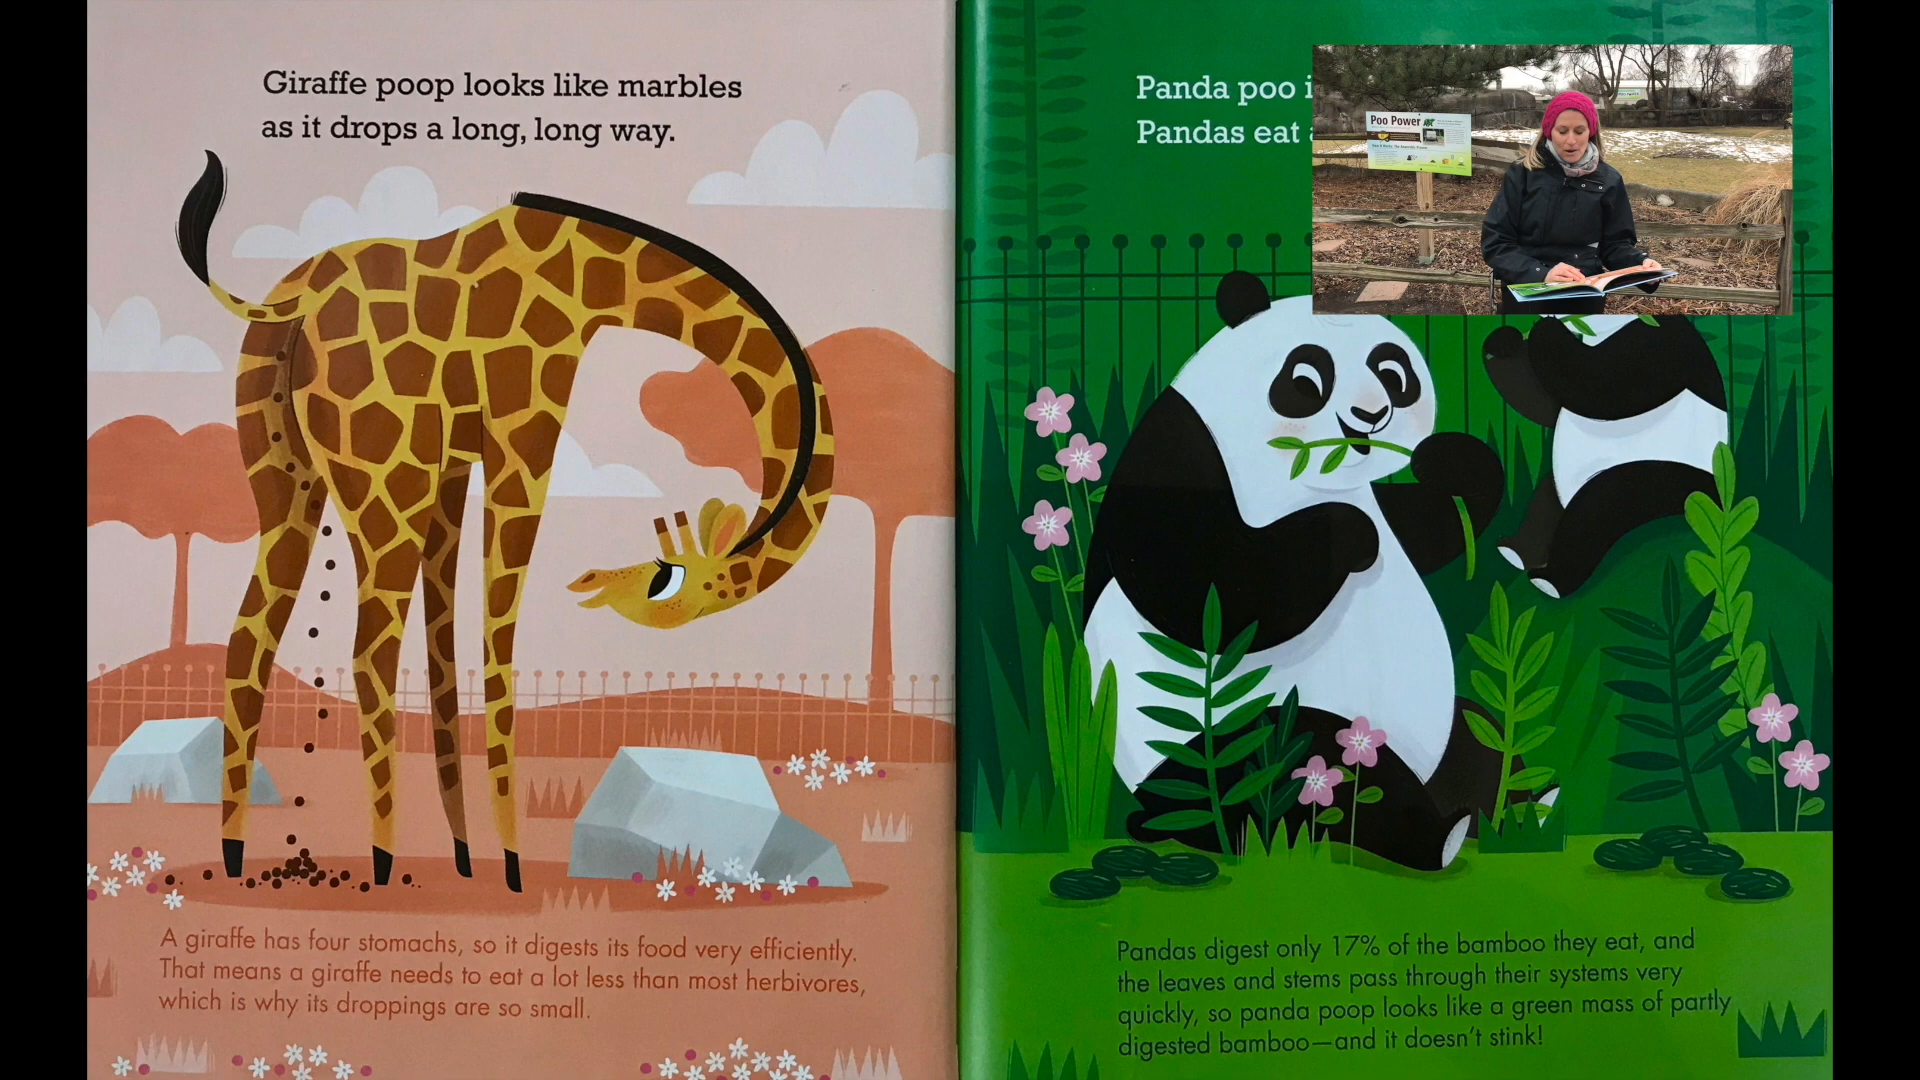 Giraffe poop looks like marbles
as it drops a long, long way.
A giraffe has four stomachs, so it digests its food very efficiently.
That means a giraffe needs to eat a lot less than most herbivores,
which is why its droppings are so small.
Panda poo
Pandas eat
Poo Power
Pandas digest only 17% of the bamboo they eat, and
the leaves and stems pass through their systems very
quickly, so panda poop looks like a green mass of partly
digested bamboo—and it doesn't stink!